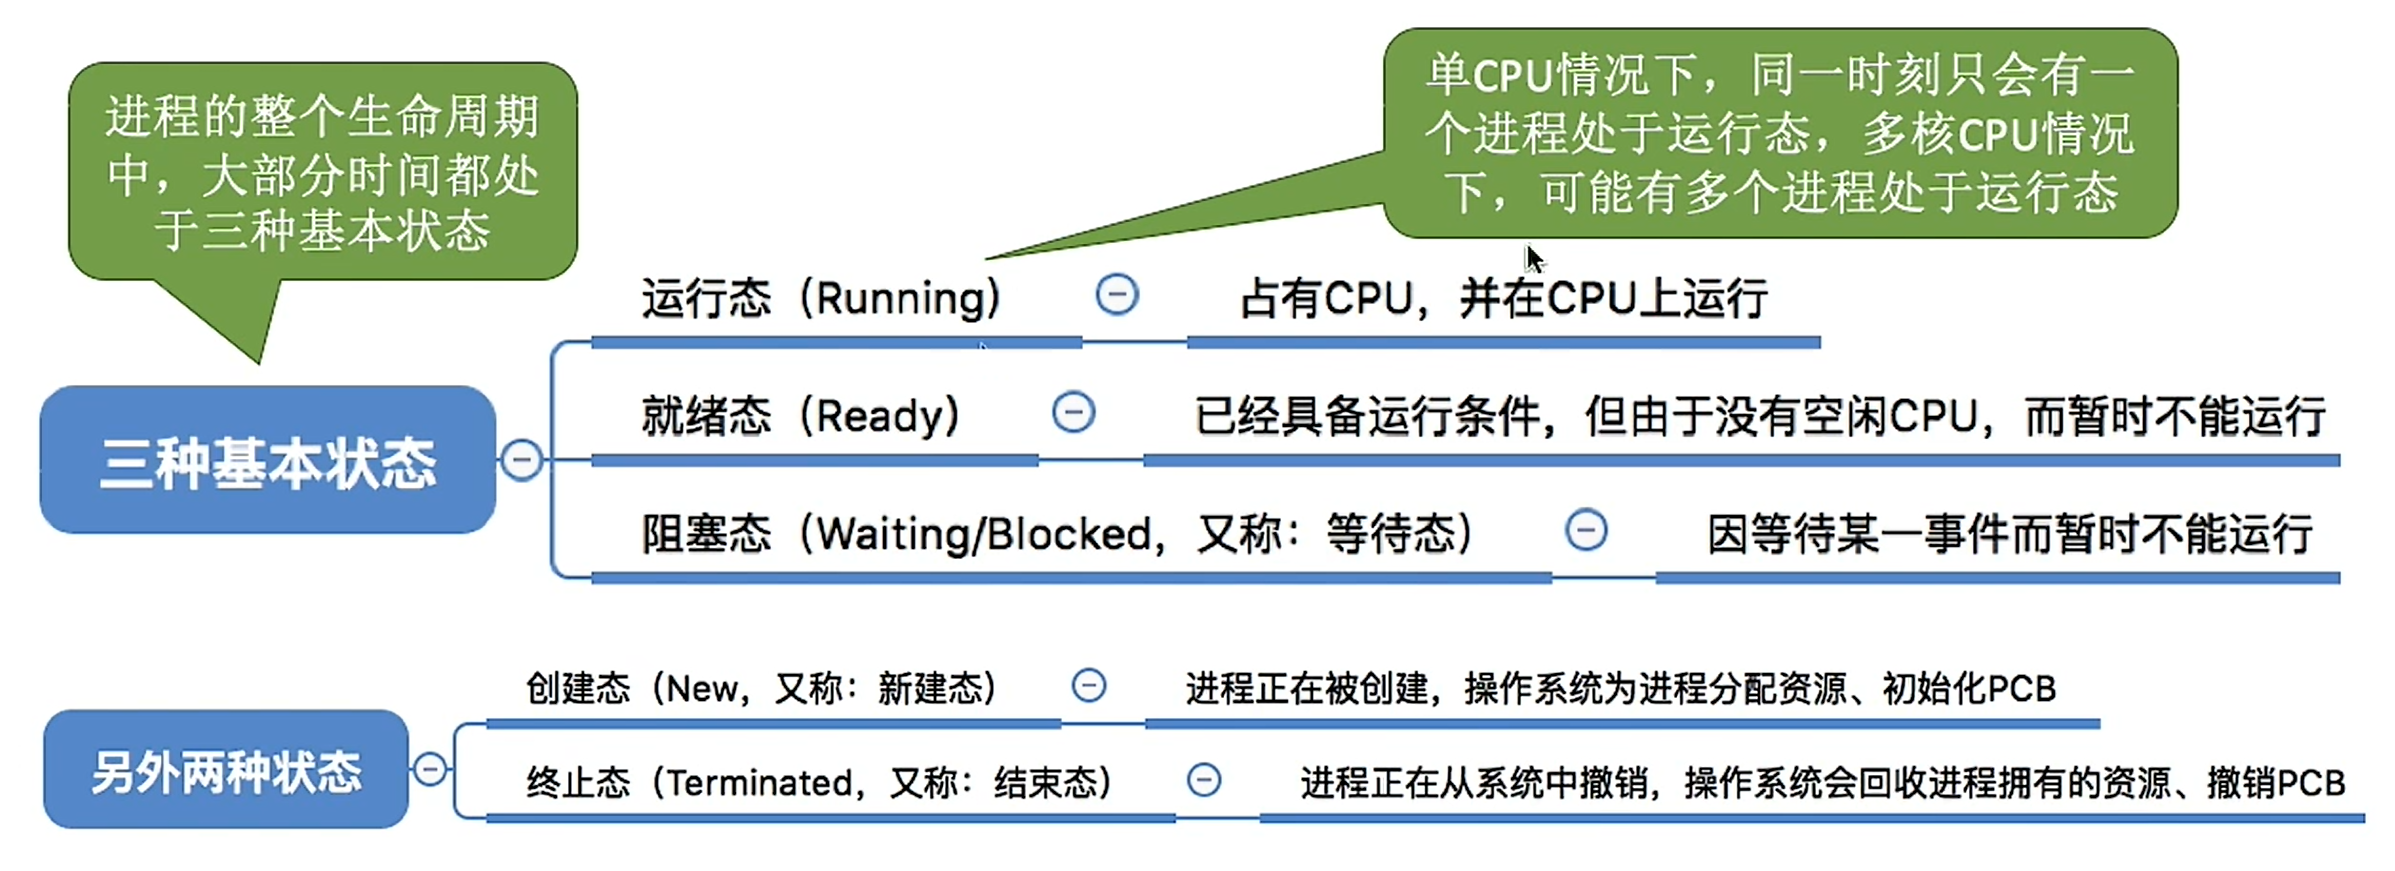 进程的整个生命周期
中，大部分时间都处
于三种基本状态
单CPU情况下，同一时刻只会有一
个进程处于运行态，多核CPU情况
下，可能有多个进程处于运行态
三种基本状态
运行态（Running）
占有CPU，并在CPU上运行
就绪态（Ready）
已经具备运行条件，但由于没有空闲CPU，而暂时不能运行
阻塞态（Waiting/Blocked，又称：等待态）
因等待某一事件而暂时不能运行
另外两种状态
创建态（New，又称：新建态）
进程正在被创建，操作系统为进程分配资源、初始化PCB
终止态（Terminated，又称：结束态）
进程正在从系统中撤销，操作系统会回收进程拥有的资源、撤销PCB